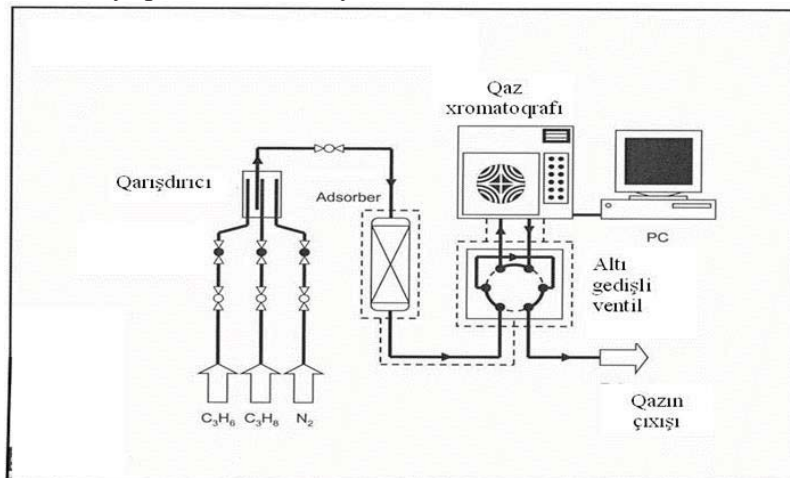 Qaz
xromatoqrafı
Qarışdırıcı
Adsorber
PC
Altı
gedişli
ventil
C₃H₆ C₃H₈ N₂
Qazın
çıxışı